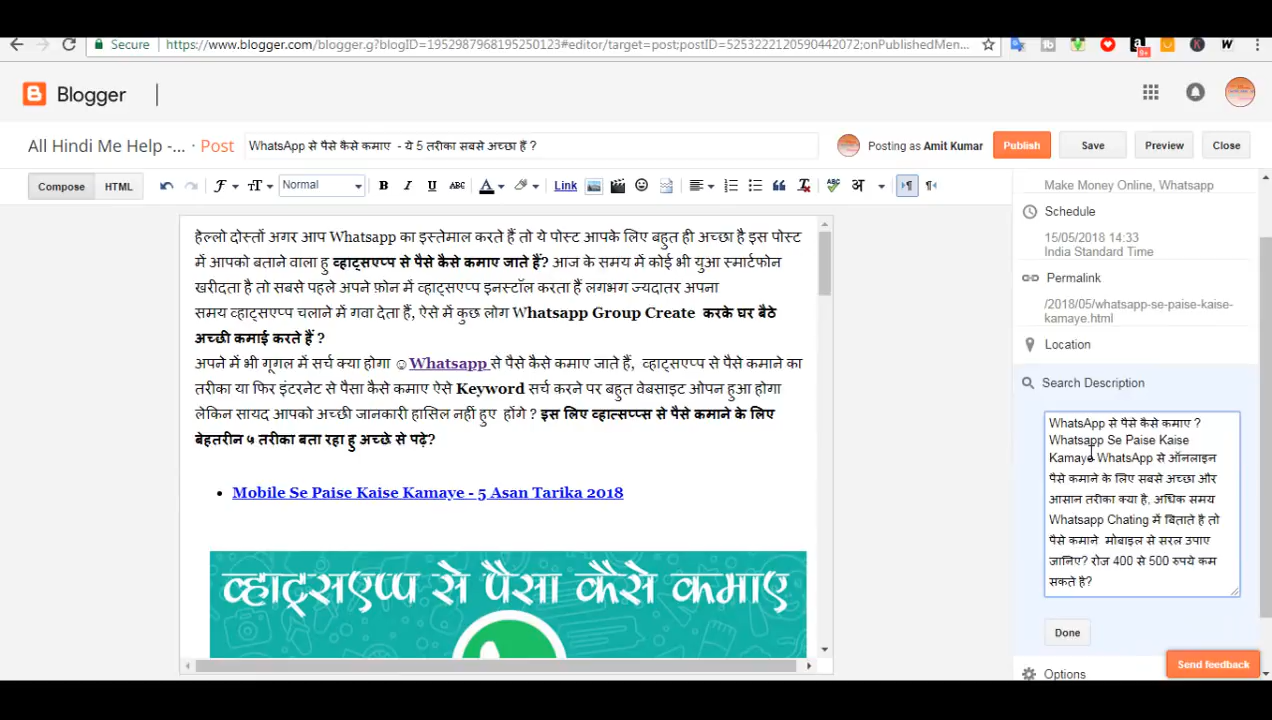 Secure https://www.blogger.com/blogger.g?blogID=1952987968195250123#editor/target=post;postID=5253222120590442072;onPublishedMen...
Blogger
All Hindi Me Help -... · Post WhatsApp से पैसे कैसे कमाए - ये 5 तरीका सबसे अच्छा हैं ? Posting as Amit Kumar Publish Save Preview Close
Compose HTML Normal Link
हेल्लो दोस्तों अगर आप Whatsapp का इस्तेमाल करते हैं तो ये पोस्ट आपके लिए बहुत ही अच्छा है इस पोस्ट
में आपको बताने वाला हु व्हाट्सएप्प से पैसे कैसे कमाए जाते हैं? आज के समय में कोई भी युआ स्मार्टफोन
खरीदता है तो सबसे पहले अपने फ़ोन में व्हाट्सएप्प इनस्टॉल करता हैं लगभग ज्यदातर अपना
समय व्हाट्सएप्प चलाने में गवा देता हैं, ऐसे में कुछ लोग Whatsapp Group Create करके घर बैठे
अच्छी कमाई करते हैं ?
अपने में भी गूगल में सर्च क्या होगा ☺Whatsapp से पैसे कैसे कमाए जाते हैं, व्हाट्सएप्प से पैसे कमाने का
तरीका या फिर इंटरनेट से पैसा कैसे कमाए ऐसे Keyword सर्च करने पर बहुत वेबसाइट ओपन हुआ होगा
लेकिन सायद आपको अच्छी जानकारी हासिल नहीं हुए होंगे ? इस लिए व्हात्सप्प्स से पैसे कमाने के लिए
बेहतरीन ५ तरीका बता रहा हु अच्छे से पढ़े?
• Mobile Se Paise Kaise Kamaye - 5 Asan Tarika 2018
व्हाट्सएप्प से पैसा कैसे कमाए
Make Money Online, Whatsapp
Schedule
15/05/2018 14:33
India Standard Time
Permalink
/2018/05/whatsapp-se-paise-kaise-
kamaye.html
Location
Search Description
WhatsApp से पैसे कैसे कमाए ?
Whatsapp Se Paise Kaise
Kamaye WhatsApp से ऑनलाइन
पैसे कमाने के लिए सबसे अच्छा और
आसान तरीका क्या है, अधिक समय
Whatsapp Chating में बिताते है तो
पैसे कमाने मोबाइल से सरल उपाए
जानिए? रोज 400 से 500 रुपये कम
सकते है?
Done
Options
Send feedback